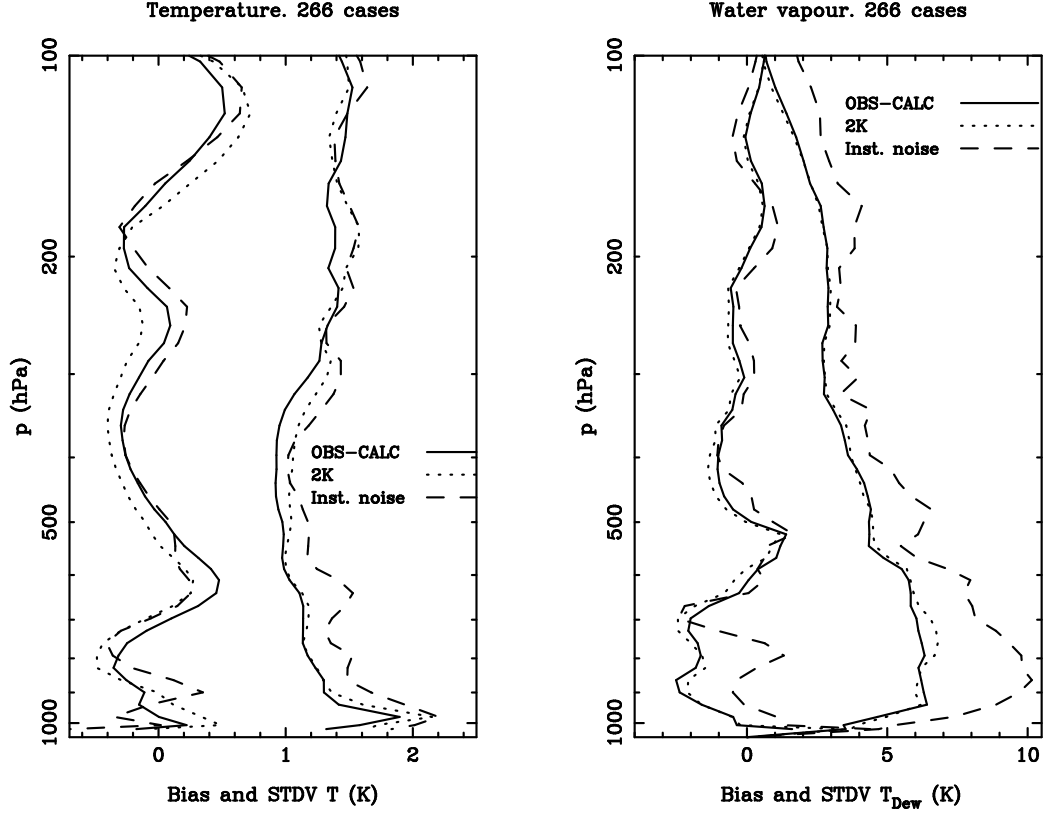 Temperature. 266 cases
100
200
500
1000
p (hPa)
OBS-CALC
2K
Inst. noise
0 1 2
Bias and STDV T (K)
Water vapour. 266 cases
100
200
500
1000
p (hPa)
OBS-CALC
2K
Inst. noise
0 5 10
Bias and STDV T_Dew (K)